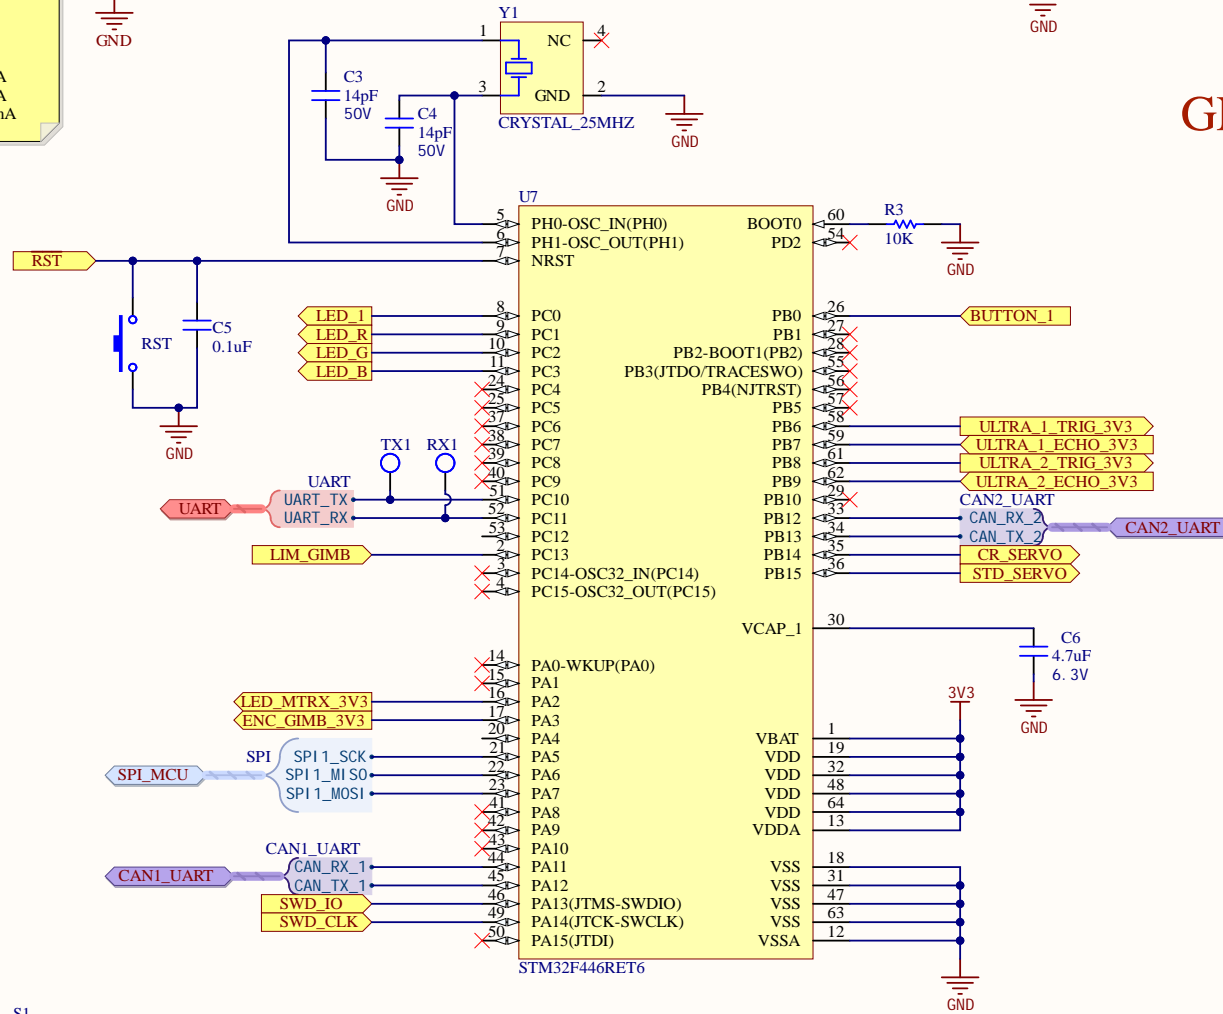 GND
GND
A
A
mA
Y1
1
NC
4
3
GND
2
CRYSTAL_25MHZ
C3
14pF
50V
C4
14pF
50V
GND
GND
U7
5
PH0-OSC_IN(PH0)
6
PH1-OSC_OUT(PH1)
7
NRST
BOOT0
60
R3
10K
PD2
54
GND
RST
RST
C5
0.1uF
GND
LED_1
8
PC0
LED_R
9
PC1
LED_G
10
PC2
LED_B
11
PC3
24
PC4
25
PC5
37
PC6
38
PC7
39
PC8
40
PC9
TX1
RX1
UART
UART
UART_TX
51
PC10
UART_RX
52
PC11
53
PC12
LIM_GIMB
2
PC13
3
PC14-OSC32_IN(PC14)
4
PC15-OSC32_OUT(PC15)
14
PA0-WKUP(PA0)
15
PA1
LED_MTRX_3V3
16
PA2
ENC_GIMB_3V3
17
PA3
20
PA4
SPI_MCU
SPI
SPI1_SCK
21
PA5
SPI1_MISO
22
PA6
SPI1_MOSI
23
PA7
41
PA8
42
PA9
43
PA10
CAN1_UART
CAN1_UART
CAN_RX_1
44
PA11
CAN_TX_1
45
PA12
SWD_IO
46
PA13(JTMS-SWDIO)
SWD_CLK
49
PA14(JTCK-SWCLK)
50
PA15(JTDI)
PB0
26
BUTTON_1
PB1
27
PB2-BOOT1(PB2)
28
PB3(JTDO/TRACESWO)
55
PB4(NJTRST)
56
PB5
57
PB6
58
ULTRA_1_TRIG_3V3
PB7
59
ULTRA_1_ECHO_3V3
PB8
61
ULTRA_2_TRIG_3V3
PB9
62
ULTRA_2_ECHO_3V3
PB10
29
CAN2_UART
PB12
33
CAN_RX_2
PB13
34
CAN_TX_2
CAN2_UART
PB14
35
CR_SERVO
PB15
36
STD_SERVO
VCAP_1
30
C6
4.7uF
6.3V
GND
3V3
VBAT
1
VDD
19
VDD
32
VDD
48
VDD
64
VDDA
13
VSS
18
VSS
31
VSS
47
VSS
63
VSSA
12
GND
STM32F446RET6